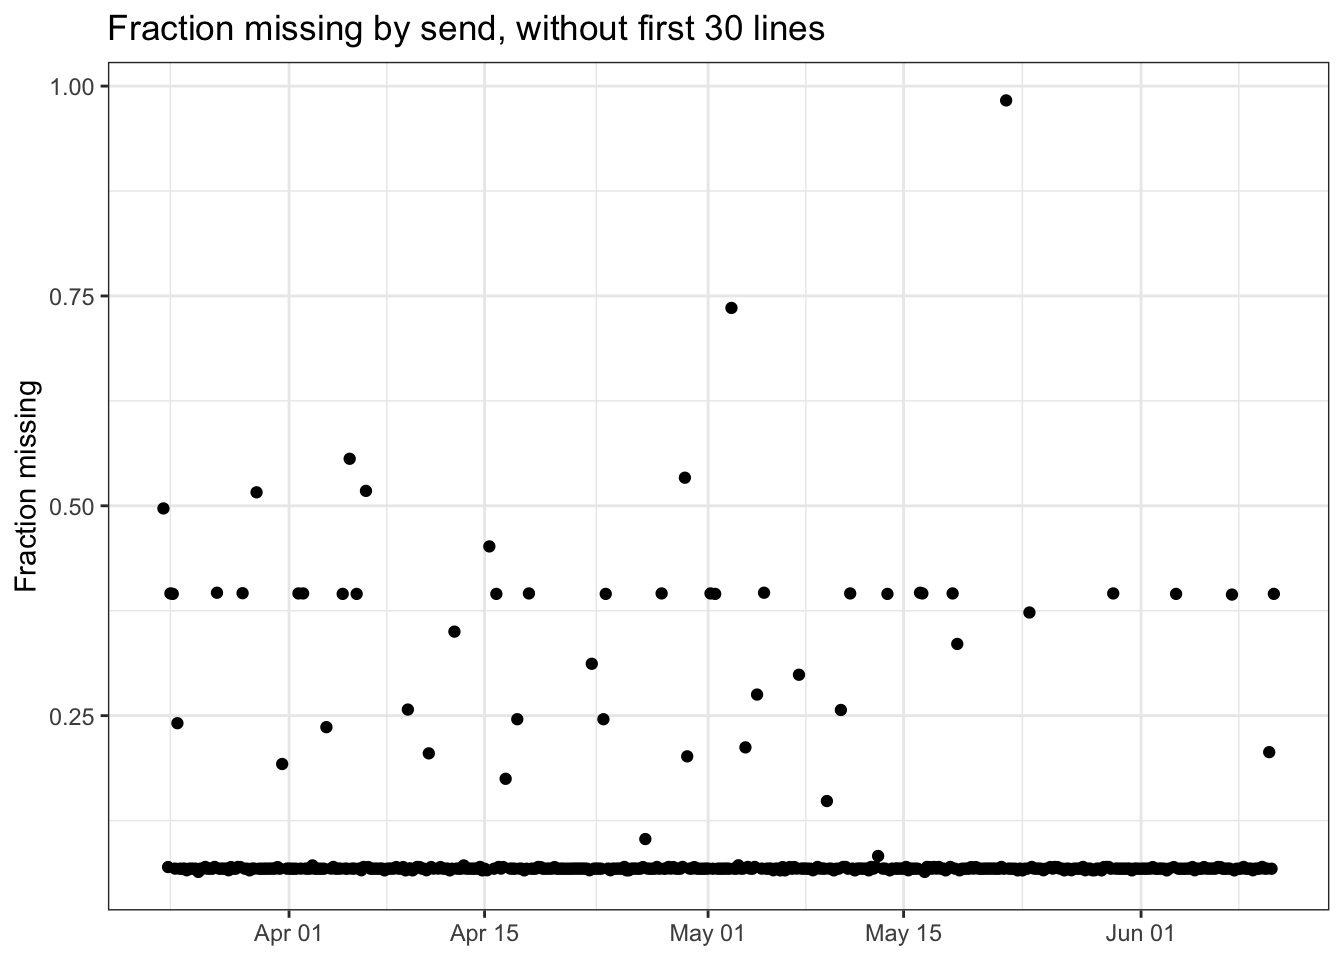 Fraction missing by send, without first 30 lines
1.00
0.75
0.50
0.25
Fraction missing
Apr 01
Apr 15
May 01
May 15
Jun 01